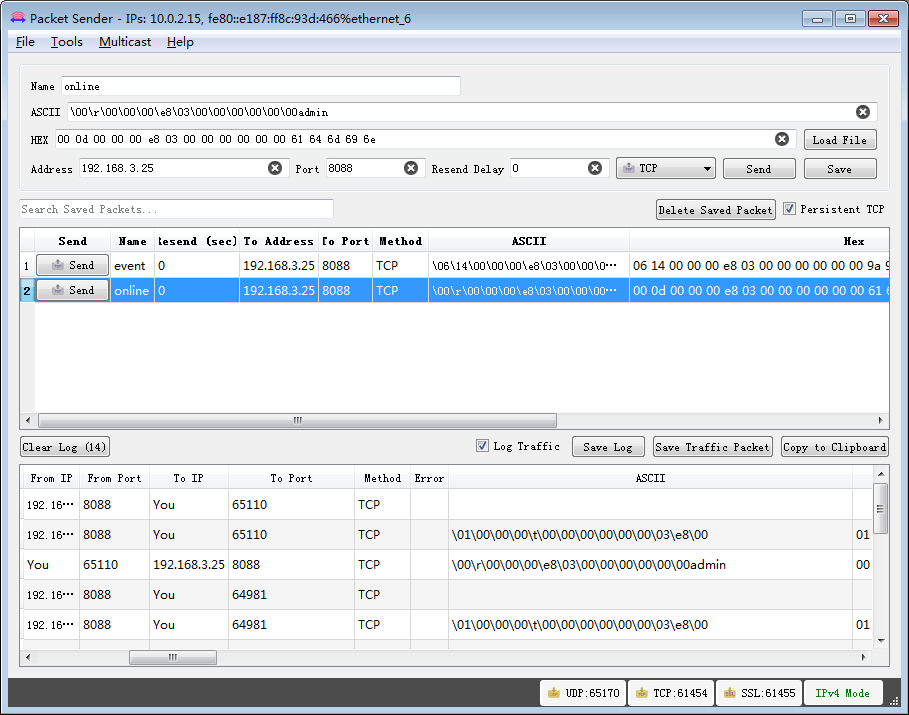 Packet Sender - IPs: 10.0.2.15, fe80::e187:ff8c:93d:466%ethernet_6
File Tools Multicast Help
Name online
ASCII \00\r\00\00\00\e8\03\00\00\00\00\00\00admin
HEX 00 0d 00 00 00 e8 03 00 00 00 00 00 00 61 64 6d 69 6e Load File
Address 192.168.3.25 Port 8088 Resend Delay 0 TCP Send Save
Search Saved Packets... Delete Saved Packet Persistent TCP
Send Name lesend (sec) To Address To Port Method ASCII Hex
1 Send event 0 192.168.3.25 8088 TCP \06\14\00\00\00\e8\03\00\00\0… 06 14 00 00 00 e8 03 00 00 00 00 00 00 9a 9
2 Send online 0 192.168.3.25 8088 TCP \00\r\00\00\00\e8\03\00\00\00… 00 0d 00 00 00 e8 03 00 00 00 00 00 00 61 6
Clear Log (14) Log Traffic Save Log Save Traffic Packet Copy to Clipboard
From IP From Port To IP To Port Method Error ASCII
192.16… 8088 You 65110 TCP
192.16… 8088 You 65110 TCP \01\00\00\00\t\00\00\00\00\00\00\03\e8\00 01
You 65110 192.168.3.25 8088 TCP \00\r\00\00\00\e8\03\00\00\00\00\00\00admin 00
192.16… 8088 You 64981 TCP
192.16… 8088 You 64981 TCP \01\00\00\00\t\00\00\00\00\00\00\03\e8\00 01
UDP:65170 TCP:61454 SSL:61455 IPv4 Mode